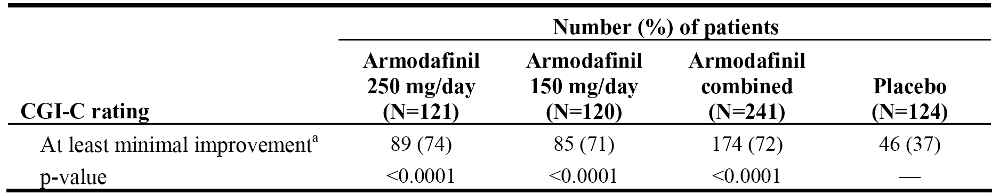 Number (%) of patients
Armodafinil Armodafinil Armodafinil
250 mg/day 150 mg/day combined Placebo
CGI-C rating (N=121) (N=120) (N=241) (N=124)
At least minimal improvementᵃ 89 (74) 85 (71) 174 (72) 46 (37)
p-value <0.0001 <0.0001 <0.0001 —